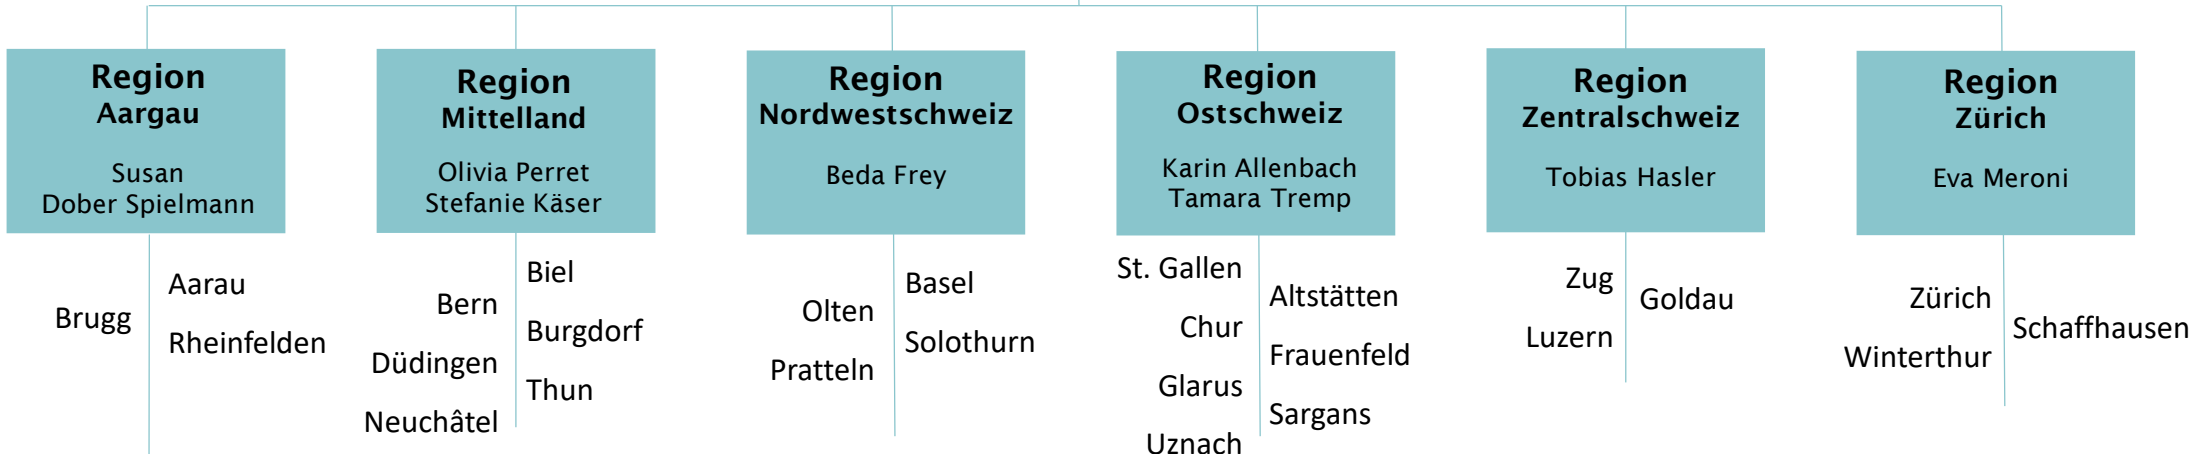 Region
Aargau
Susan
Dober Spielmann
Brugg
Aarau
Rheinfelden
Region
Mittelland
Olivia Perret
Stefanie Käser
Bern
Düdingen
Neuchâtel
Biel
Burgdorf
Thun
Region
Nordwestschweiz
Beda Frey
Olten
Pratteln
Basel
Solothurn
Region
Ostschweiz
Karin Allenbach
Tamara Tremp
St. Gallen
Chur
Glarus
Uznach
Altstätten
Frauenfeld
Sargans
Region
Zentralschweiz
Tobias Hasler
Zug
Luzern
Goldau
Region
Zürich
Eva Meroni
Zürich
Winterthur
Schaffhausen